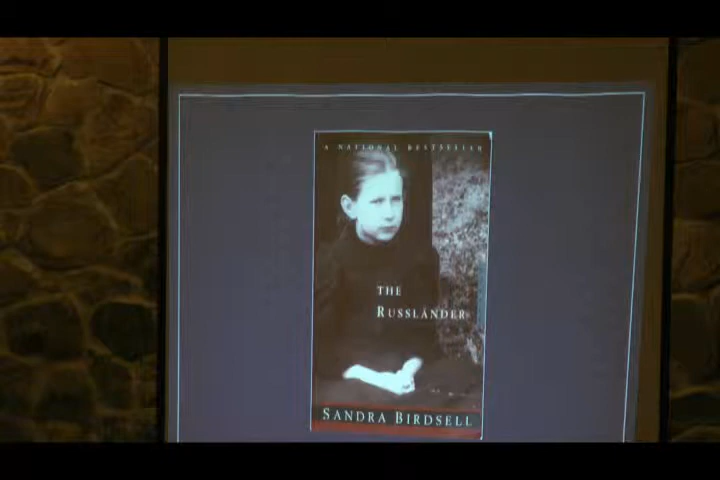 A NATIONAL BESTSELLER
THE
RUSSLÄNDER
SANDRA BIRDSELL